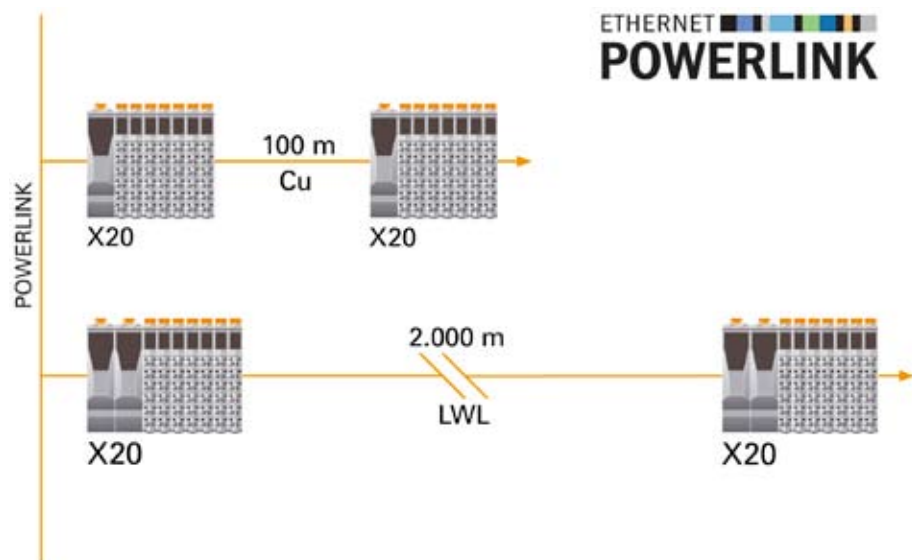 ETHERNET
POWERLINK
POWERLINK
100 m
Cu
X20
X20
2.000 m
LWL
X20
X20